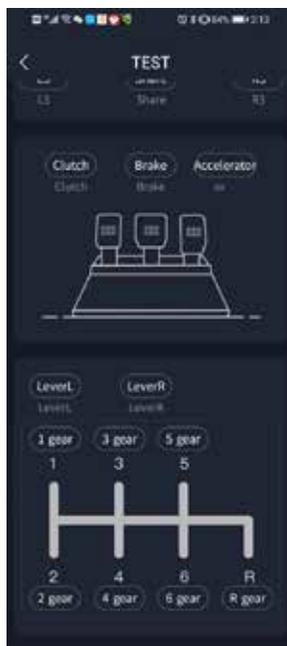 TEST
L3 Share R3
Clutch Brake Accelerator
Clutch Brake
LeverL LeverR
LeverL LeverR
1 gear 3 gear 5 gear
1 3 5
2 4 6 R
2 gear 4 gear 6 gear R gear